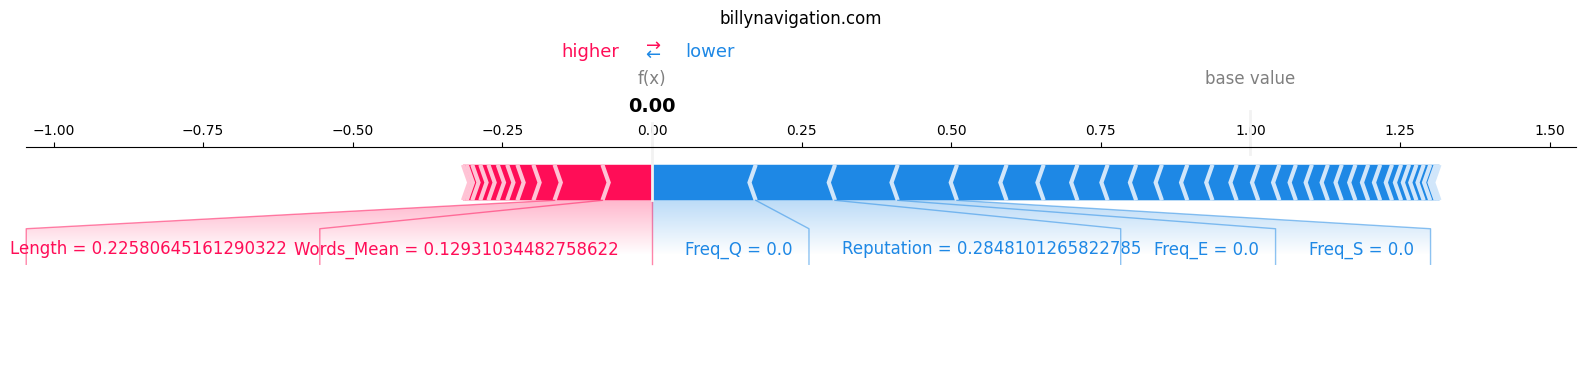 billynavigation.com
higher → ← lower
f(x) base value
0.00
−1.00 −0.75 −0.50 −0.25 0.00 0.25 0.50 0.75 1.00 1.25 1.50
Length = 0.22580645161290322 Words_Mean = 0.12931034482758622 Freq_Q = 0.0 Reputation = 0.2848101265822785 Freq_E = 0.0 Freq_S = 0.0